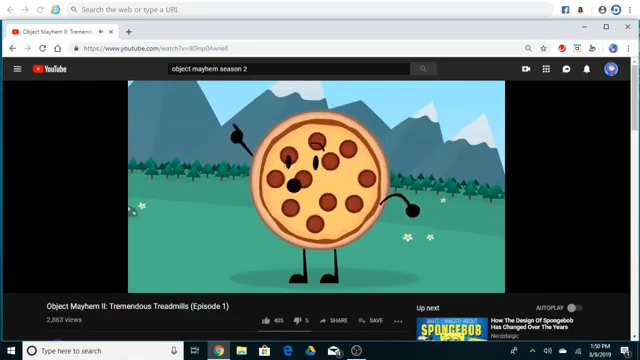 Search the web or type a URL
Object Mayhem II: Tremendous
https://www.youtube.com/watch?v=iR9np0AwneE
YouTube
object mayhem season 2
Object Mayhem II: Tremendous Treadmills (Episode 1)
2,863 views
405
5
SHARE
SAVE
Up next
AUTOPLAY
SPONGEBOB
How The Design Of Spongebob
Has Changed Over The Years
Nerdstalgic
Type here to search
1:50 PM
8/9/2019